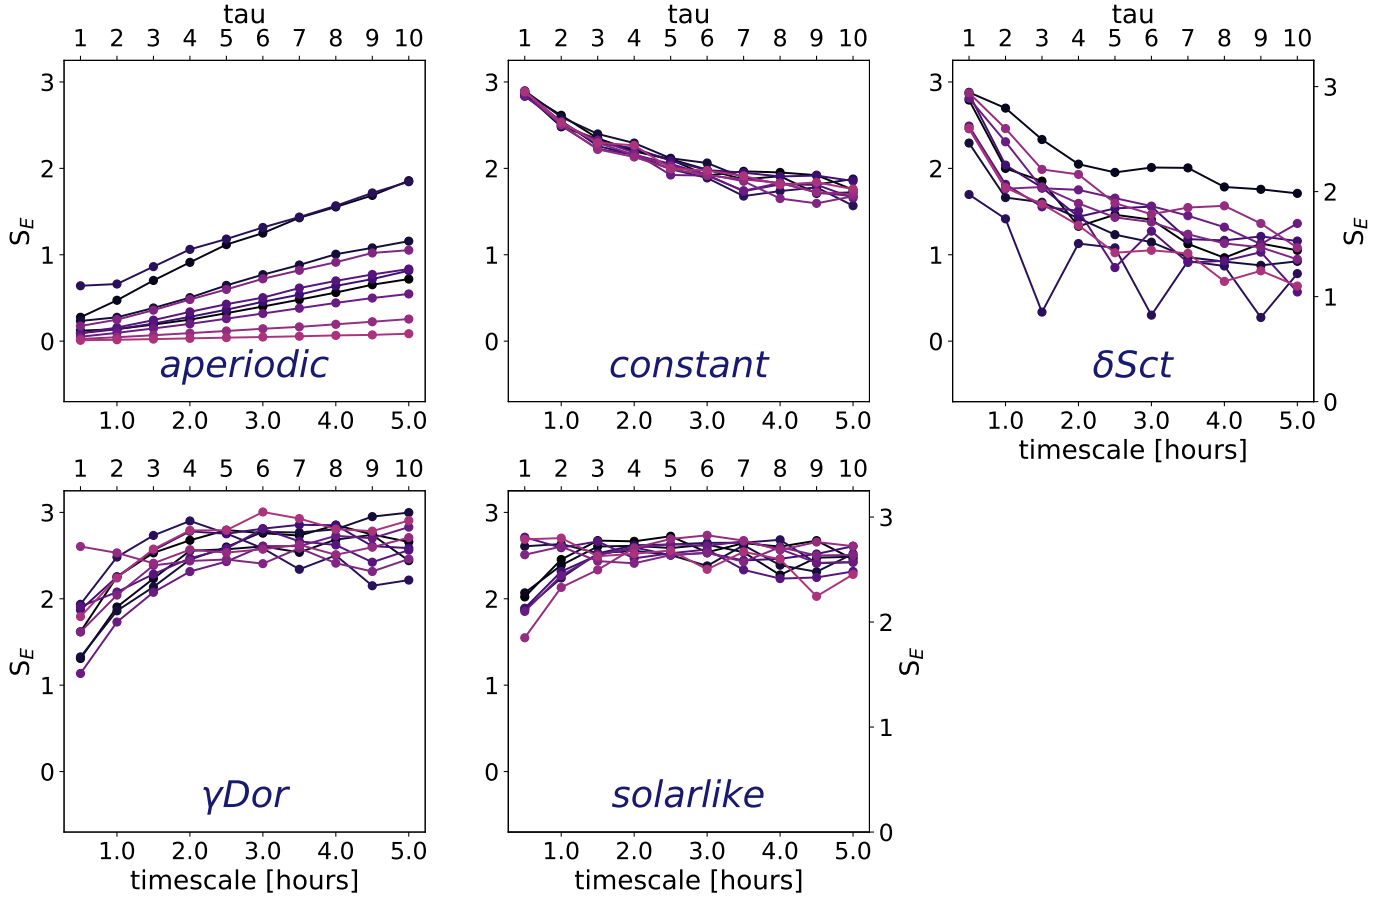 tau tau tau
1 2 3 4 5 6 7 8 9 10 1 2 3 4 5 6 7 8 9 10 1 2 3 4 5 6 7 8 9 10
3 3 3 3
2 2 2 2
S_E S_E
1 1 1 1
0 0 0 0
aperiodic constant δSct
1.0 2.0 3.0 4.0 5.0 1.0 2.0 3.0 4.0 5.0 1.0 2.0 3.0 4.0 5.0
timescale [hours]
1 2 3 4 5 6 7 8 9 10 1 2 3 4 5 6 7 8 9 10
3 3 3
2 2 2
S_E S_E
1 1 1
0 0 0
γDor solarlike
1.0 2.0 3.0 4.0 5.0 1.0 2.0 3.0 4.0 5.0
timescale [hours] timescale [hours]